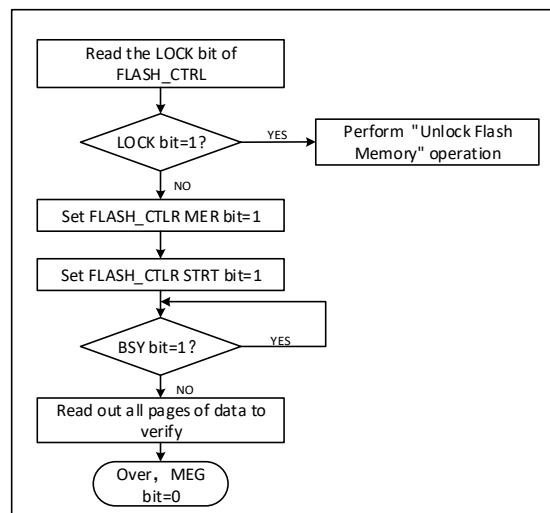 Read the LOCK bit of
FLASH_CTRL
LOCK bit=1?
YES
Perform "Unlock Flash
Memory" operation
NO
Set FLASH_CTLR MER bit=1
Set FLASH_CTLR STRT bit=1
BSY bit=1?
YES
NO
Read out all pages of data to
verify
Over，MEG
bit=0